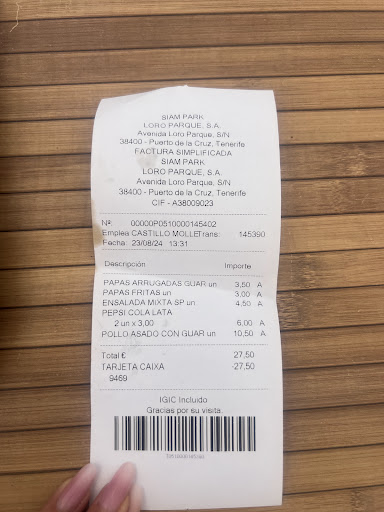 SIAM PARK
LORO PARQUE, S.A.
Avenida Loro Parque, S/N
38400 - Puerto de la Cruz, Tenerife
FACTURA SIMPLIFICADA
SIAM PARK
LORO PARQUE, S.A.
Avenida Loro Parque, S/N
38400 - Puerto de la Cruz, Tenerife
CIF - A38009023
Nº: 00000P0510000145402
Emplea CASTILLO MOLLETrans: 145390
Fecha: 23/08/24 13:31
Descripción Importe
PAPAS ARRUGADAS GUAR un 3,50 A
PAPAS FRITAS un 3,00 A
ENSALADA MIXTA SP un 4,50 A
PEPSI COLA LATA
2 un x 3,00 6,00 A
POLLO ASADO CON GUAR un 10,50 A
Total € 27,50
TARJETA CAIXA -27,50
9469
IGIC Incluido
Gracias por su visita